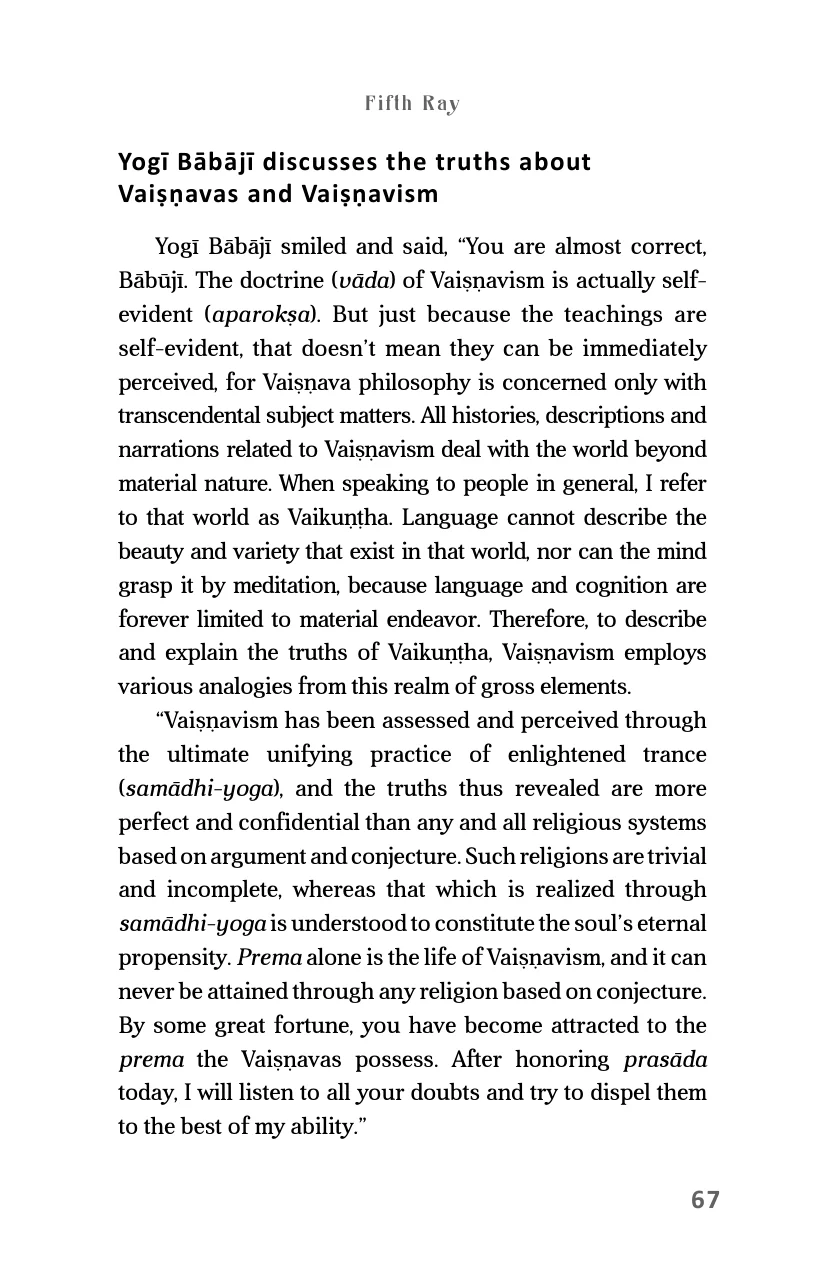 Fifth Ray
Yogī Bābājī discusses the truths about
Vaiṣṇavas and Vaiṣṇavism
Yogī Bābājī smiled and said, “You are almost correct,
Bābūjī. The doctrine (vāda) of Vaiṣṇavism is actually self-
evident (aparokṣa). But just because the teachings are
self-evident, that doesn’t mean they can be immediately
perceived, for Vaiṣṇava philosophy is concerned only with
transcendental subject matters. All histories, descriptions and
narrations related to Vaiṣṇavism deal with the world beyond
material nature. When speaking to people in general, I refer
to that world as Vaikuṇṭha. Language cannot describe the
beauty and variety that exist in that world, nor can the mind
grasp it by meditation, because language and cognition are
forever limited to material endeavor. Therefore, to describe
and explain the truths of Vaikuṇṭha, Vaiṣṇavism employs
various analogies from this realm of gross elements.
“Vaiṣṇavism has been assessed and perceived through
the ultimate unifying practice of enlightened trance
(samādhi-yoga), and the truths thus revealed are more
perfect and confidential than any and all religious systems
based on argument and conjecture. Such religions are trivial
and incomplete, whereas that which is realized through
samādhi-yoga is understood to constitute the soul’s eternal
propensity. Prema alone is the life of Vaiṣṇavism, and it can
never be attained through any religion based on conjecture.
By some great fortune, you have become attracted to the
prema the Vaiṣṇavas possess. After honoring prasāda
today, I will listen to all your doubts and try to dispel them
to the best of my ability.”
67